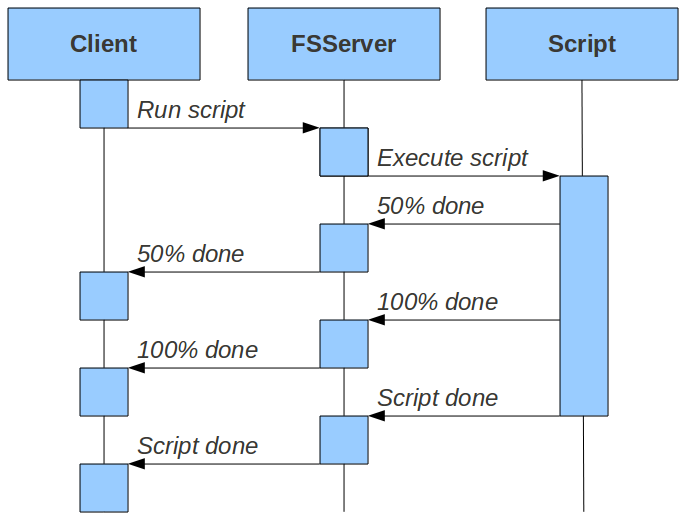 Client
FSServer
Script
Run script
Execute script
50% done
50% done
100% done
100% done
Script done
Script done